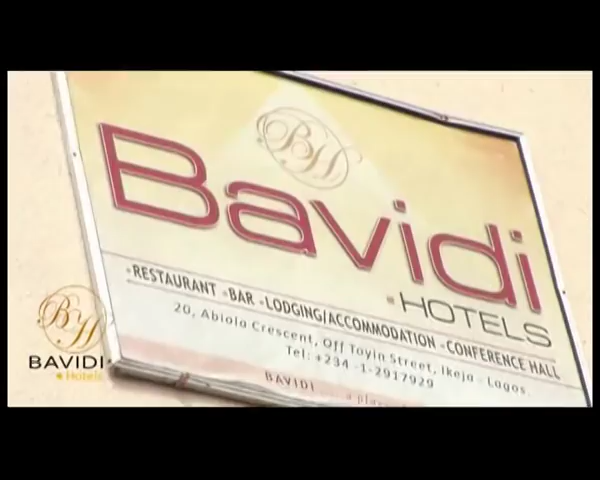 BH
Bavidi
HOTELS
RESTAURANT • BAR • LODGING/ACCOMMODATION • CONFERENCE HALL
20, Abiola Crescent, Off Toyin Street, Ikeja - Lagos
Tel: +234 -1-2917929
BAVIDI ... a place
BH
BAVIDI
Hotels